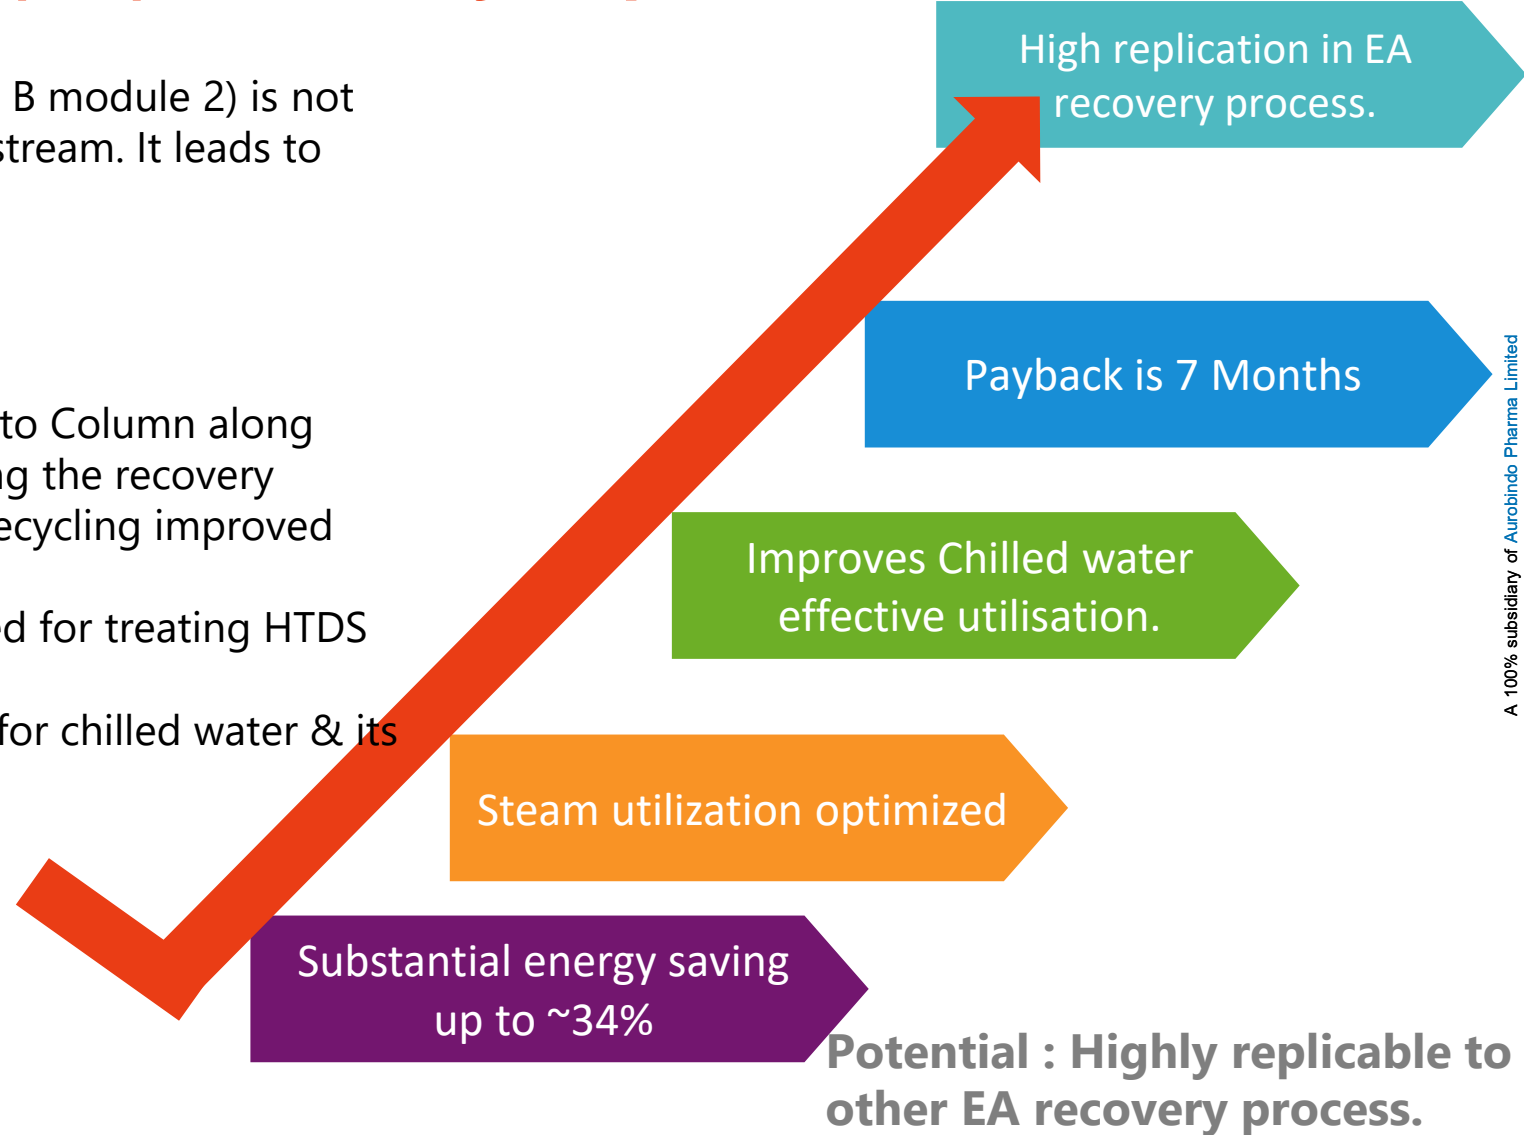 B module 2) is not
stream. It leads to
to Column along
the recovery
recycling improved
for treating HTDS
for chilled water & its
High replication in EA
recovery process.
Payback is 7 Months
Improves Chilled water
effective utilisation.
Steam utilization optimized
Substantial energy saving
up to ~34%
Potential : Highly replicable to
other EA recovery process.
A 100% subsidiary of Aurobindo Pharma Limited